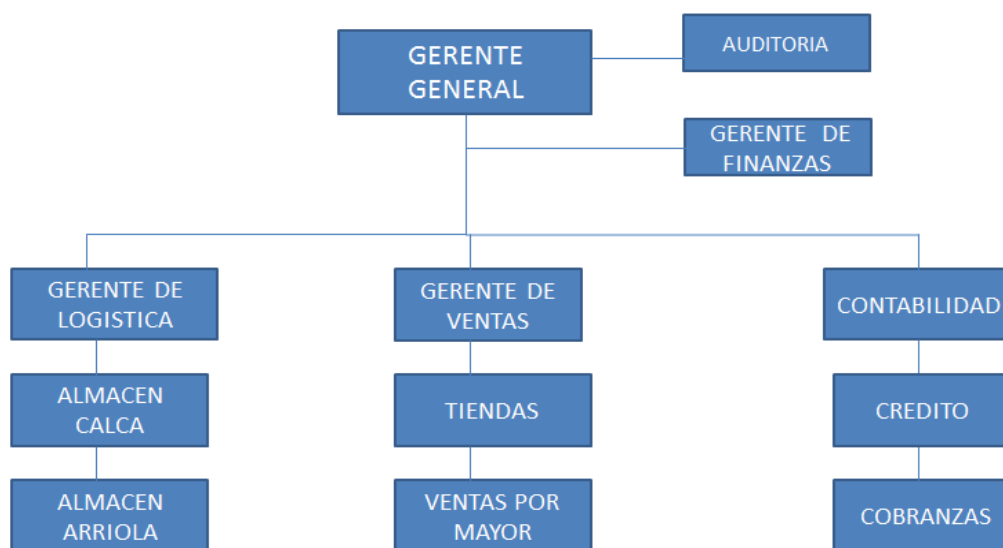 GERENTE
GENERAL
AUDITORIA
GERENTE DE
FINANZAS
GERENTE DE
LOGISTICA
GERENTE DE
VENTAS
CONTABILIDAD
ALMACEN
CALCA
TIENDAS
CREDITO
ALMACEN
ARRIOLA
VENTAS POR
MAYOR
COBRANZAS